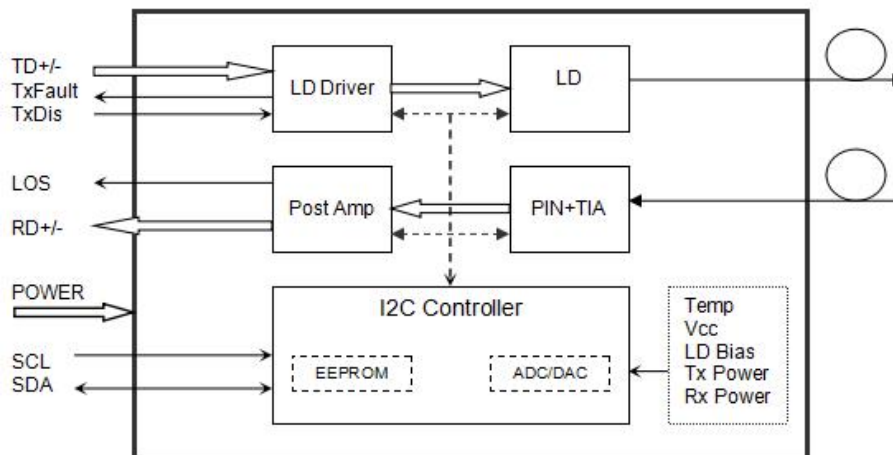 TD+/-
TxFault
TxDis
LD Driver
LD
LOS
RD+/-
Post Amp
PIN+TIA
POWER
SCL
SDA
I2C Controller
EEPROM
ADC/DAC
Temp
Vcc
LD Bias
Tx Power
Rx Power